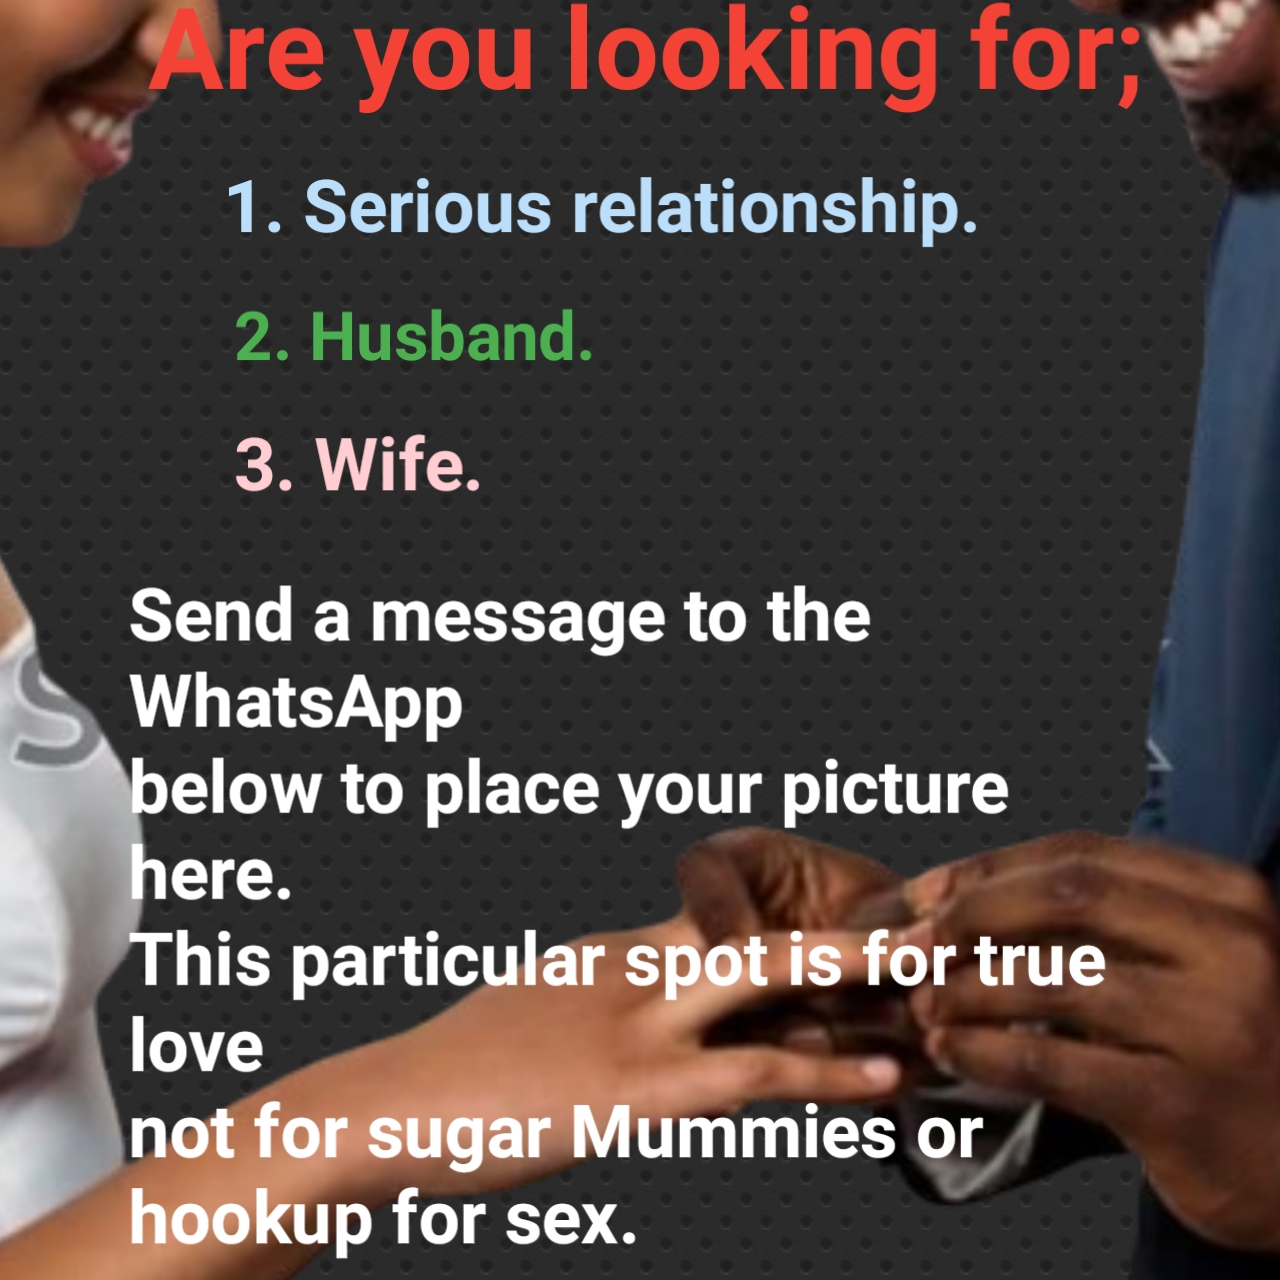 Are you looking for;
1. Serious relationship.
2. Husband.
3. Wife.
Send a message to the
WhatsApp
below to place your picture
here.
This particular spot is for true
love
not for sugar Mummies or
hookup for sex.
S